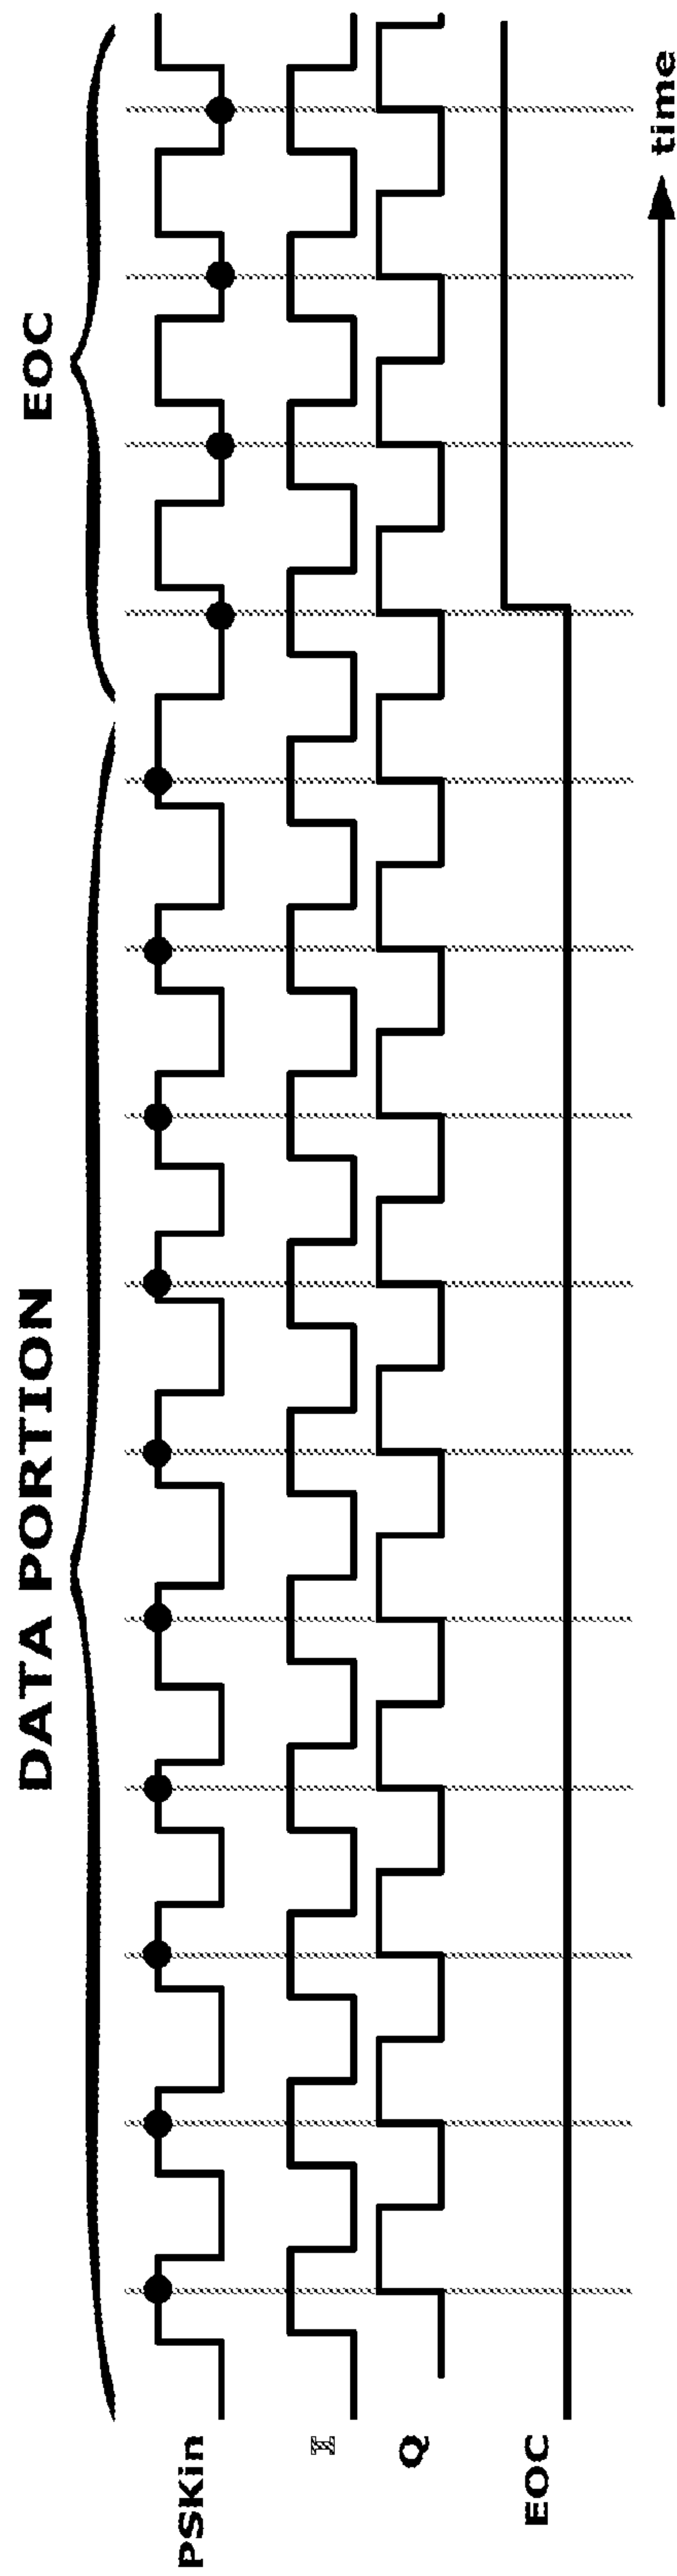 DATA PORTION
EOC
PSKin
I
Q
EOC
time